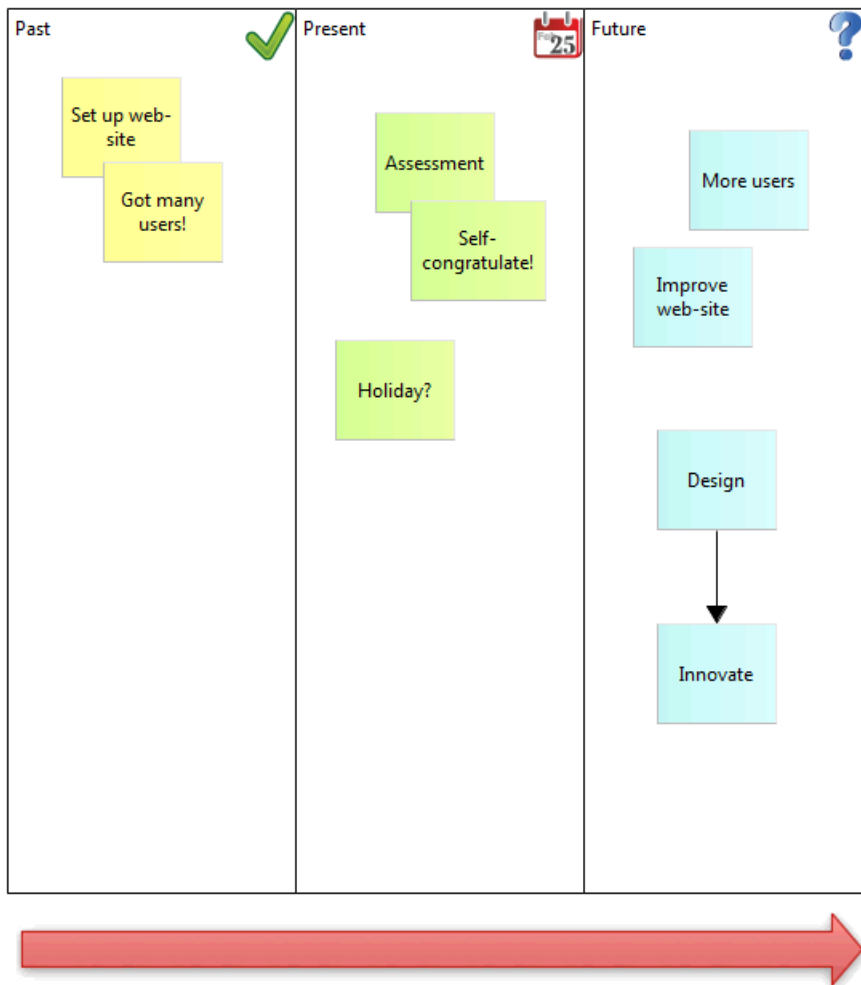 Past
Set up web-
site
Got many
users!
Present
25
Assessment
Self-
congratulate!
Holiday?
Future
More users
Improve
web-site
Design
Innovate